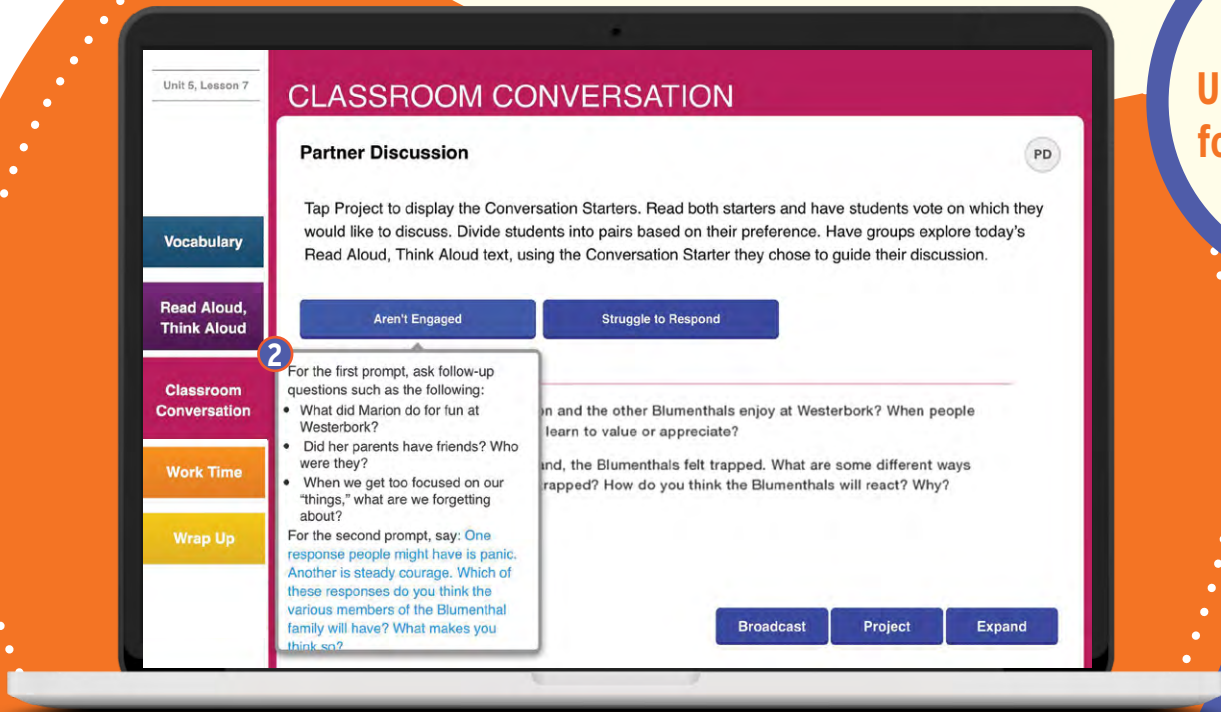 Unit 5, Lesson 7
CLASSROOM CONVERSATION
Partner Discussion
PD
Tap Project to display the Conversation Starters. Read both starters and have students vote on which they
would like to discuss. Divide students into pairs based on their preference. Have groups explore today's
Read Aloud, Think Aloud text, using the Conversation Starter they chose to guide their discussion.
Vocabulary
Read Aloud,
Think Aloud
Classroom
Conversation
Work Time
Wrap Up
Aren't Engaged
Struggle to Respond
2
For the first prompt, ask follow-up
questions such as the following:
• What did Marion do for fun at
Westerbork?
• Did her parents have friends? Who
were they?
• When we get too focused on our
“things,” what are we forgetting
about?
For the second prompt, say: One
response people might have is panic.
Another is steady courage. Which of
these responses do you think the
various members of the Blumenthal
family will have? What makes you
think so?
and the other Blumenthals enjoy at Westerbork? When people
learn to value or appreciate?
the Blumenthals felt trapped. What are some different ways
How do you think the Blumenthals will react? Why?
Broadcast
Project
Expand